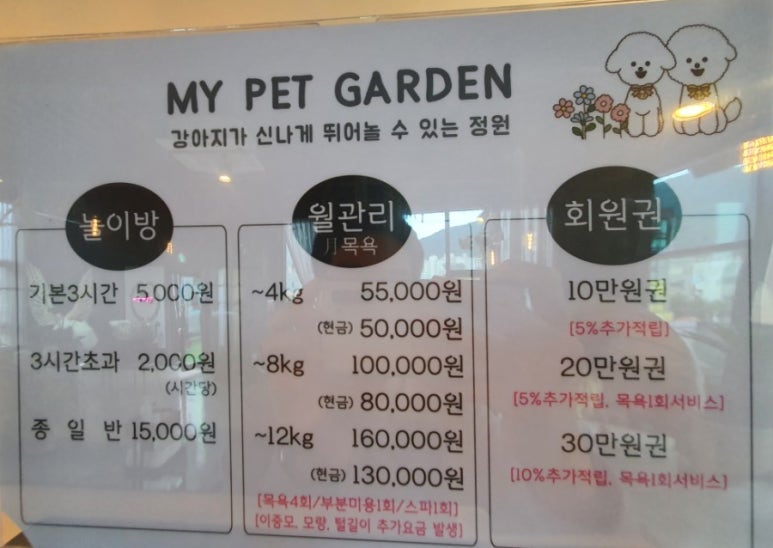 MY PET GARDEN
강아지가 신나게 뛰어놀 수 있는 정원
놀이방
기본3시간 5,000원
3시간초과 2,000원
(시간당)
종 일 반 15,000원
월관리
月목욕
~4kg 55,000원
(현금) 50,000원
~8kg 100,000원
(현금) 80,000원
~12kg 160,000원
(현금) 130,000원
[목욕4회/부분미용1회/스파1회]
[이중모, 모량, 털길이 추가요금 발생]
회원권
10만원권
[5%추가적립]
20만원권
[5%추가적립, 목욕1회서비스]
30만원권
[10%추가적립, 목욕1회서비스]